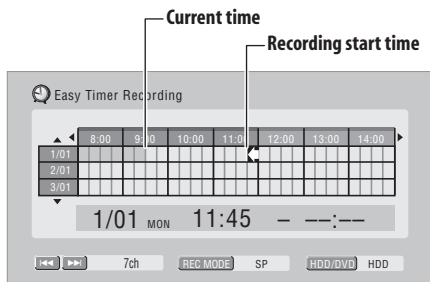 Current time
Recording start time
Easy Timer Recording
8:00 9:00 10:00 11:00 12:00 13:00 14:00
1/01
2/01
3/01
1/01 MON 11:45 – ––:––
7ch REC MODE SP HDD/DVD HDD